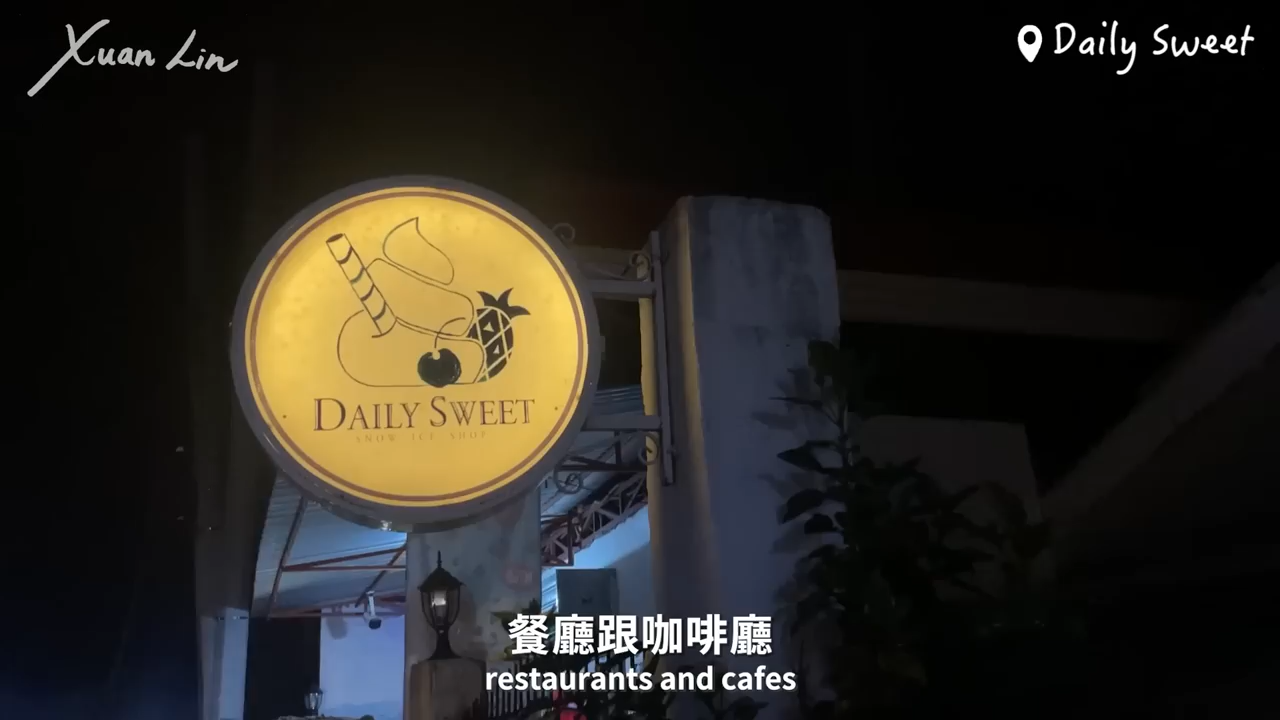 Xuan Lin
Daily Sweet
DAILY SWEET
SNOW ICE SHOP
餐廳跟咖啡廳
restaurants and cafes